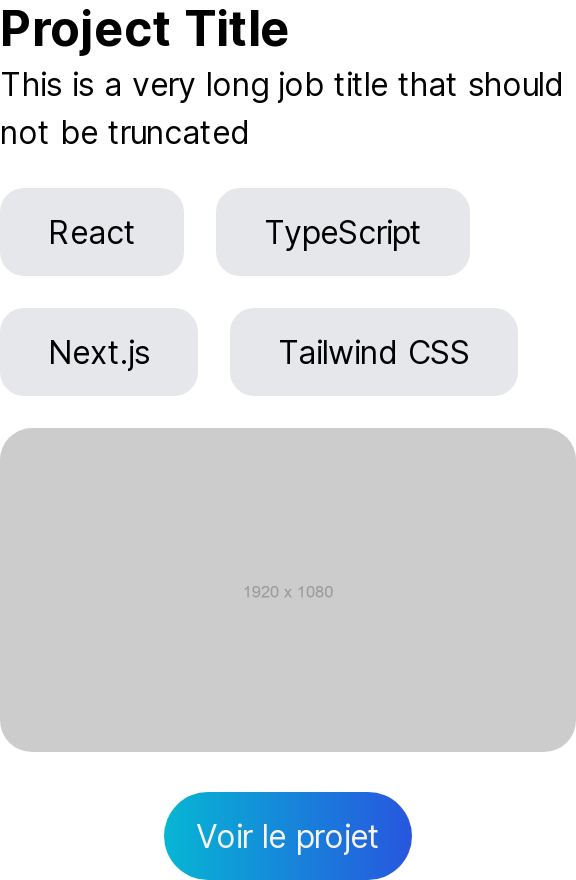 Project Title
This is a very long job title that should
not be truncated
React
TypeScript
Next.js
Tailwind CSS
1920 x 1080
Voir le projet